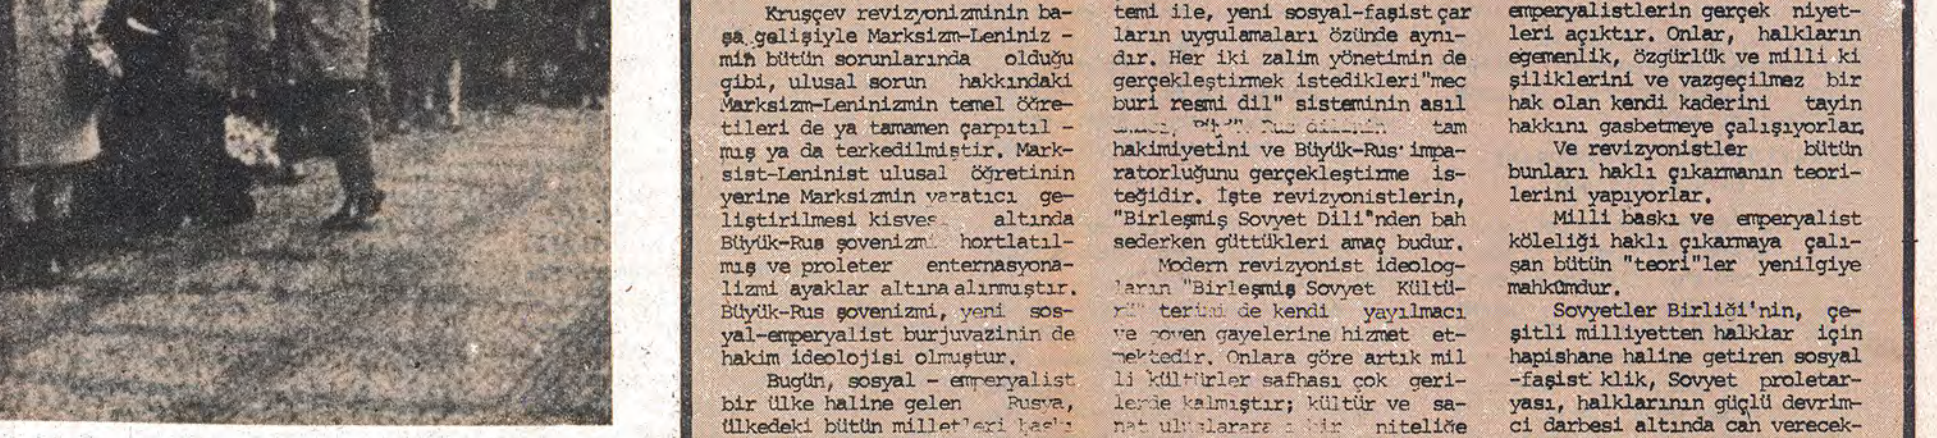 Kruşçev revizyonizminin ba-
şa gelişiyle Marksizm-Leniniz -
min bütün sorunlarında olduğu
gibi, ulusal sorun hakkındaki
Marksizm-Leninizmin temel öğre-
tileri de ya tamamen çarpıtıl -
mış ya da terkedilmiştir. Mark-
sist-Leninist ulusal öğretinin
yerine Marksizmin yaratıcı ge-
liştirilmesi kisvesi altında
Büyük-Rus şovenizmi hortlatıl-
mış ve proleter enternasyona-
lizmi ayaklar altına alınmıştır.
Büyük-Rus şovenizmi, yeni sos-
yal-emperyalist burjuvazinin de
hakim ideolojisi olmuştur.
Bugün, sosyal - emperyalist
bir ülke haline gelen Rusya,
ülkedeki bütün milletleri baskı
temi ile, yeni sosyal-faşist çar
ların uygulamaları özünde aynı-
dır. Her iki zalim yönetimin de
gerçekleştirmek istedikleri"mec
buri resmi dil" sisteminin asıl
Rus dilinin tam
hakimiyetini ve Büyük-Rus impa-
ratorluğunu gerçekleştirme is-
teğidir. İşte revizyonistlerin,
"Birleşmiş Sovyet Dili"nden bah
sederken güttükleri amaç budur.
Modern revizyonist ideolog-
ların "Birleşmiş Sovyet Kültü-
rü" terimi de kendi yayılmacı
ve şoven gayelerine hizmet et-
mektedir. Onlara göre artık mil
li kültürler safhası çok geri-
lerde kalmıştır; kültür ve sa-
nat uluslararası bir niteliğe
emperyalistlerin gerçek niyet-
leri açıktır. Onlar, halkların
egemenlik, özgürlük ve milli ki
şiliklerini ve vazgeçilmez bir
hak olan kendi kaderini tayin
hakkını gasbetmeye çalışıyorlar.
Ve revizyonistler bütün
bunları haklı çıkarmanın teori-
lerini yapıyorlar.
Milli baskı ve emperyalist
köleliği haklı çıkarmaya çalı-
şan bütün "teori"ler yenilgiye
mahkûmdur.
Sovyetler Birliği'nin, çe-
şitli milliyetten halklar için
hapishane haline getiren sosyal
-faşist klik, Sovyet proletar-
yası, halklarının güçlü devrim-
ci darbesi altında can verecek-